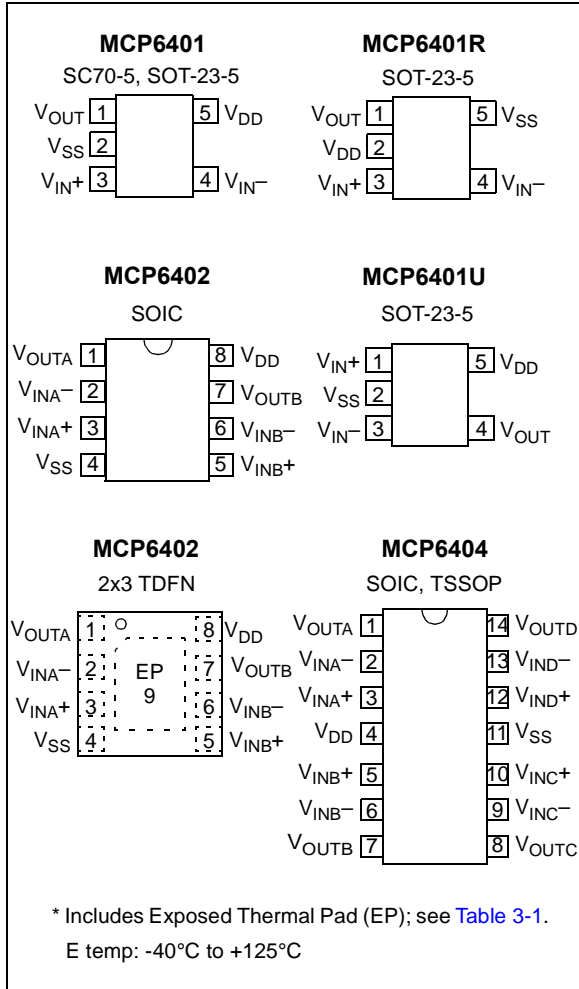 MCP6401
SC70-5, SOT-23-5
VOUT 1
5 VDD
VSS 2
VIN+ 3
4 VIN–
MCP6401R
SOT-23-5
VOUT 1
5 VSS
VDD 2
VIN+ 3
4 VIN–
MCP6402
SOIC
VOUTA 1
8 VDD
VINA– 2
7 VOUTB
VINA+ 3
6 VINB–
VSS 4
5 VINB+
MCP6401U
SOT-23-5
VIN+ 1
5 VDD
VSS 2
VIN– 3
4 VOUT
MCP6402
2x3 TDFN
VOUTA 1
8 VDD
VINA– 2
EP
9
7 VOUTB
VINA+ 3
6 VINB–
VSS 4
5 VINB+
MCP6404
SOIC, TSSOP
VOUTA 1
14 VOUTD
VINA– 2
13 VIND–
VINA+ 3
12 VIND+
VDD 4
11 VSS
VINB+ 5
10 VINC+
VINB– 6
9 VINC–
VOUTB 7
8 VOUTC
* Includes Exposed Thermal Pad (EP); see Table 3-1.
E temp: -40°C to +125°C